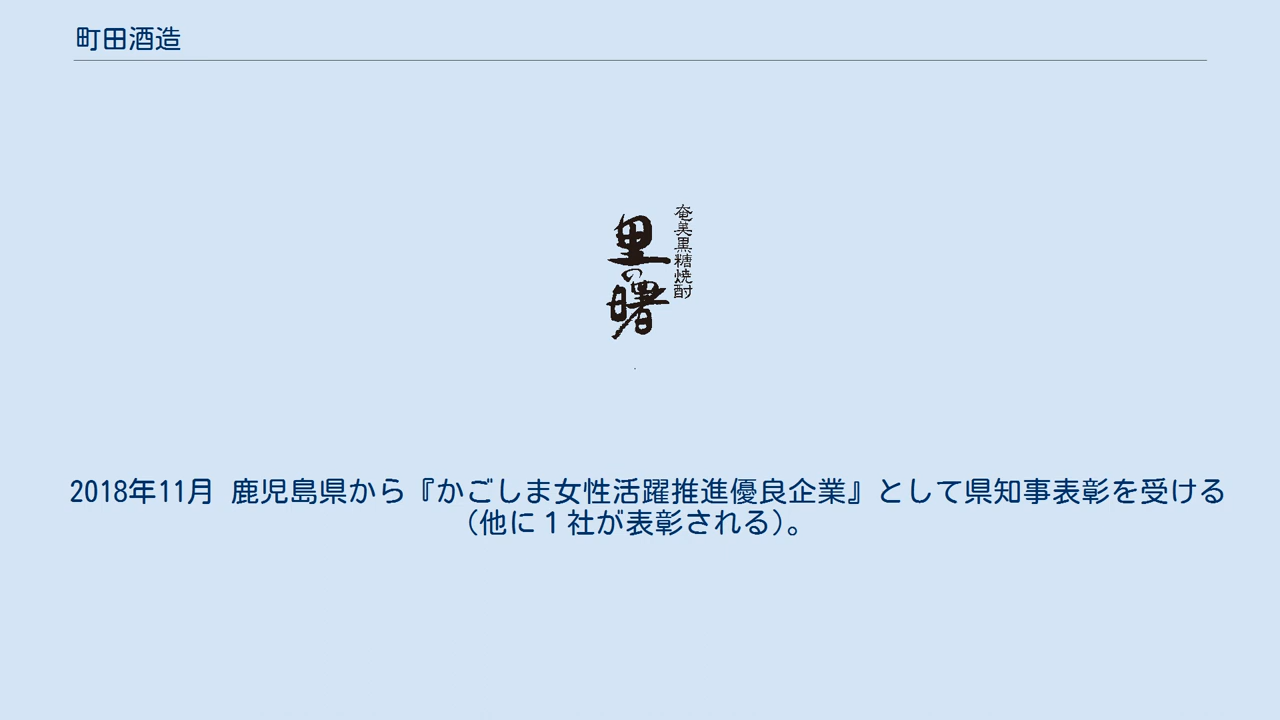 町田酒造
奄美黒糖焼酎
里の曙
2018年11月 鹿児島県から『かごしま女性活躍推進優良企業』として県知事表彰を受ける
（他に１社が表彰される）。